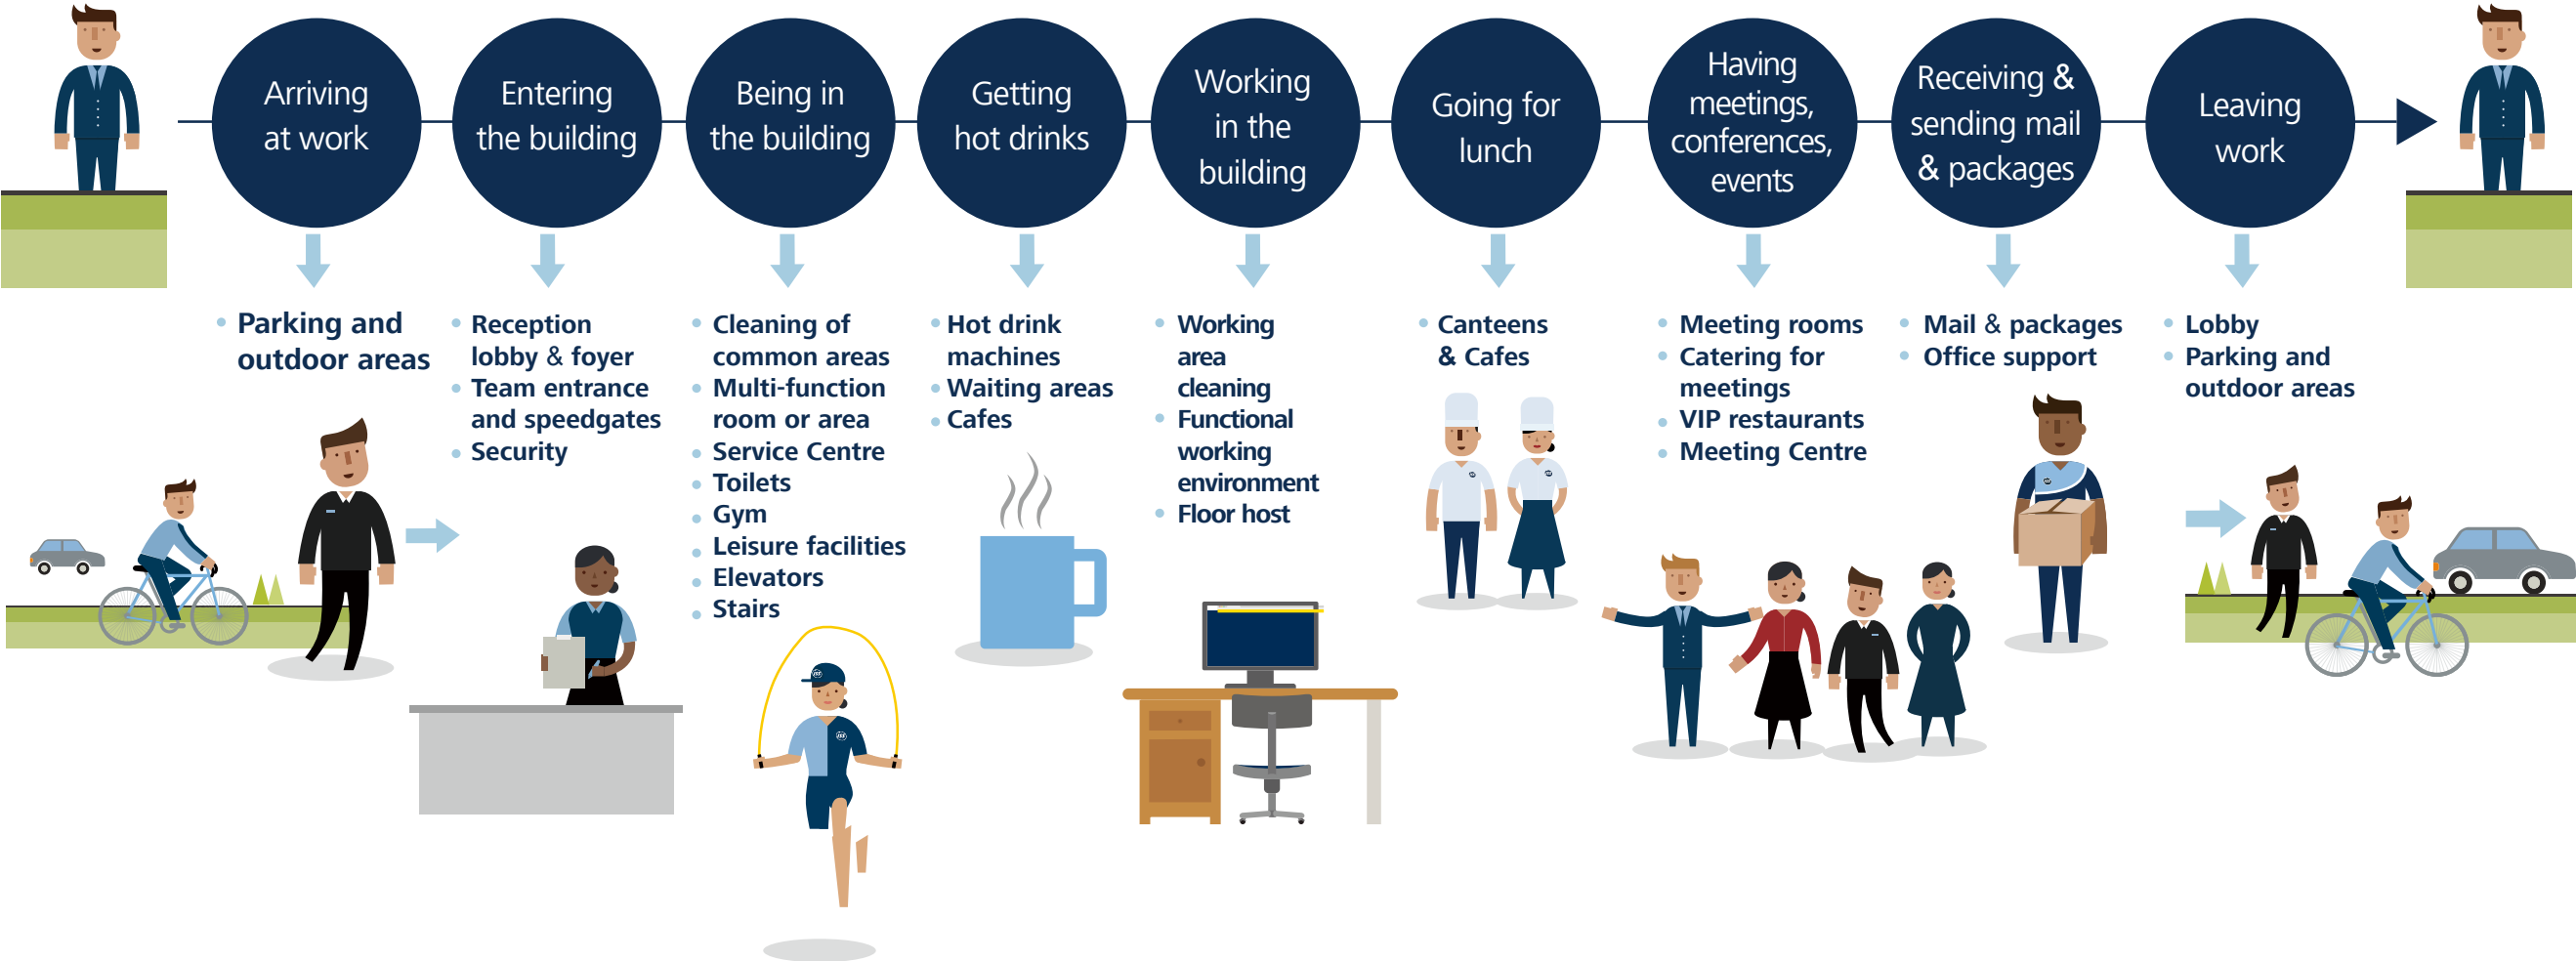 Arriving
at work
Entering
the building
Being in
the building
Getting
hot drinks
Working
in the
building
Going for
lunch
Having
meetings,
conferences,
events
Receiving &
sending mail
& packages
Leaving
work
• Parking and
outdoor areas
• Reception
lobby & foyer
• Team entrance
and speedgates
• Security
• Cleaning of
common areas
• Multi-function
room or area
• Service Centre
• Toilets
• Gym
• Leisure facilities
• Elevators
• Stairs
• Hot drink
machines
• Waiting areas
• Cafes
• Working
area
cleaning
• Functional
working
environment
• Floor host
• Canteens
& Cafes
• Meeting rooms
• Catering for
meetings
• VIP restaurants
• Meeting Centre
• Mail & packages
• Office support
• Lobby
• Parking and
outdoor areas